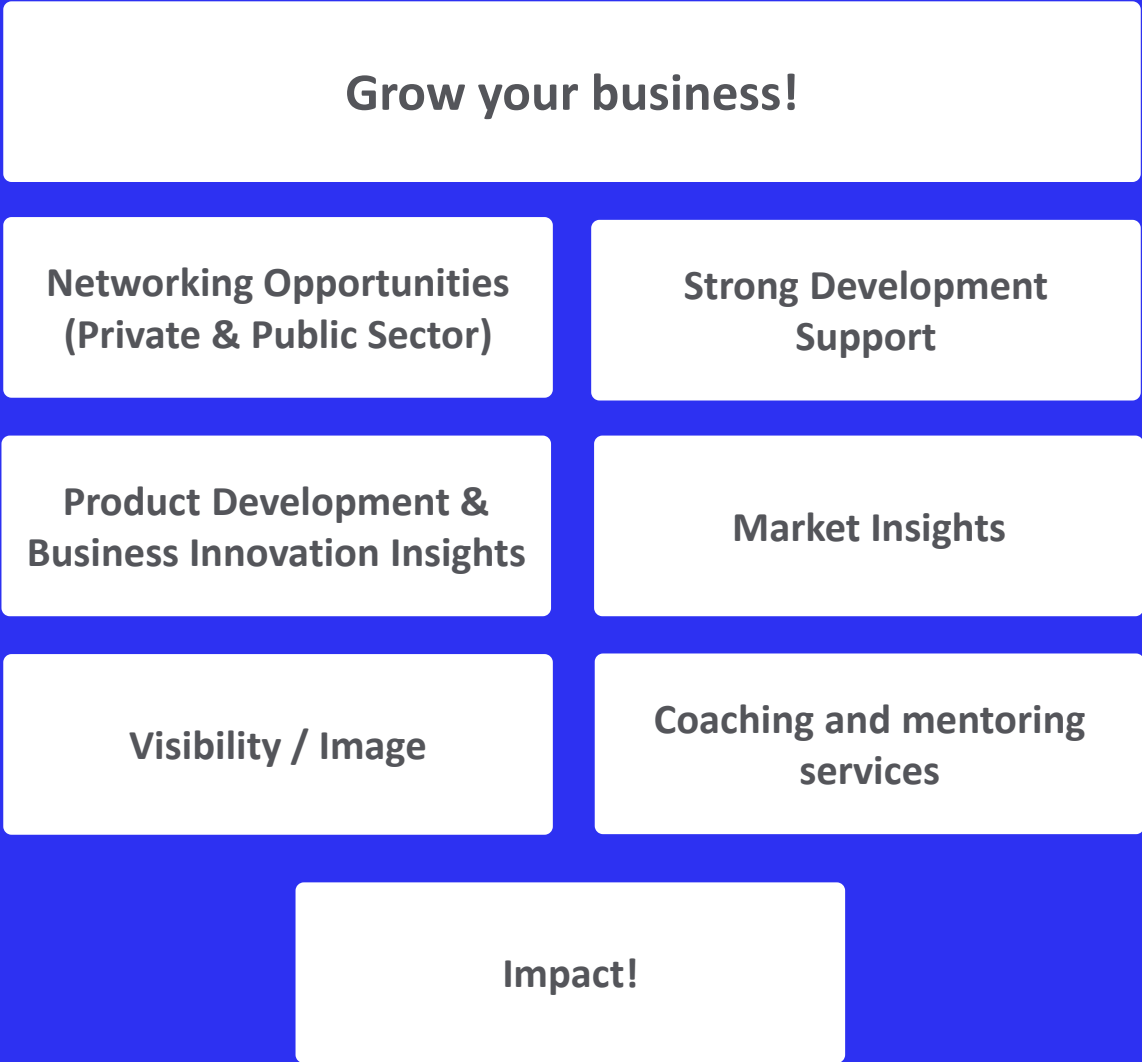 Grow your business!
Networking Opportunities
(Private & Public Sector)
Strong Development
Support
Product Development &
Business Innovation Insights
Market Insights
Visibility / Image
Coaching and mentoring
services
Impact!